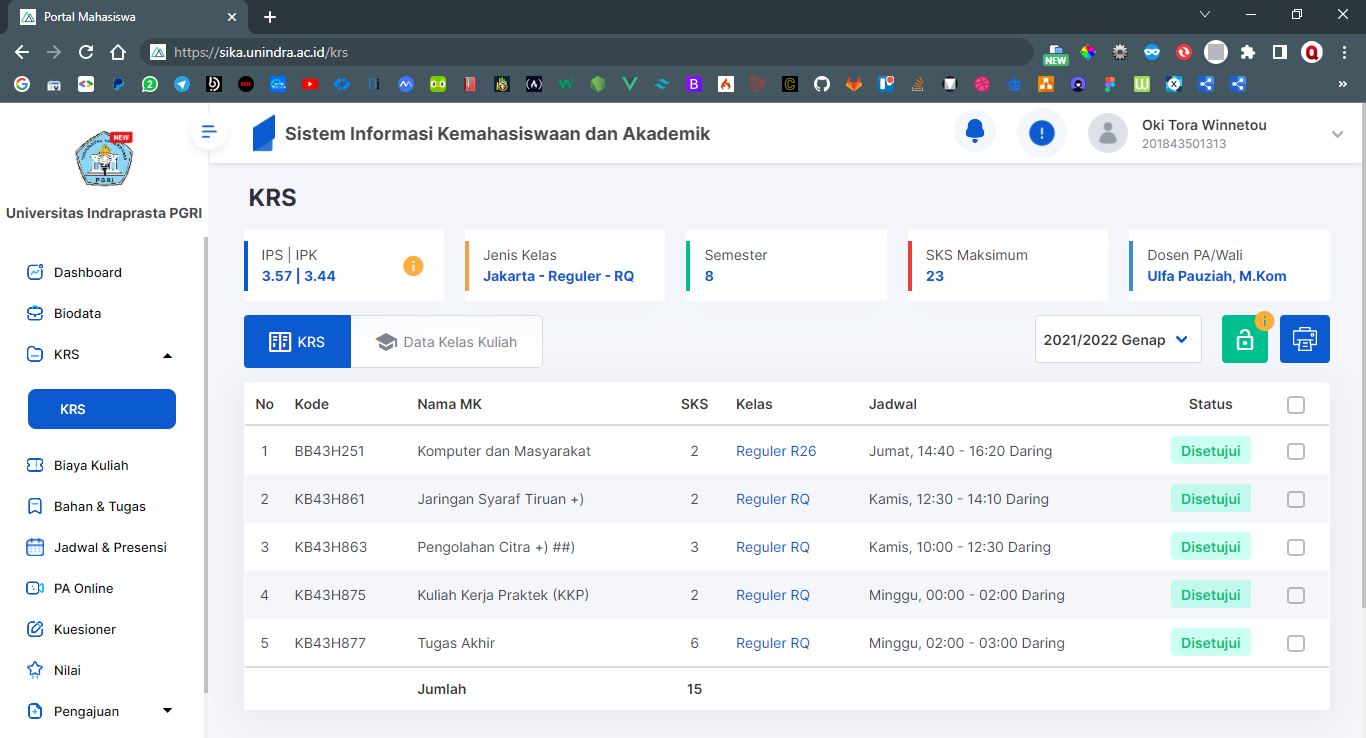 Portal Mahasiswa
https://sika.unindra.ac.id/krs
NEW
Q
NEW
PGRI
Universitas Indraprasta PGRI
Sistem Informasi Kemahasiswaan dan Akademik
Oki Tora Winnetou
201843501313
Dashboard
Biodata
KRS
KRS
Biaya Kuliah
Bahan & Tugas
Jadwal & Presensi
PA Online
Kuesioner
Nilai
Pengajuan
KRS
IPS | IPK
3.57 | 3.44
Jenis Kelas
Jakarta - Reguler - RQ
Semester
8
SKS Maksimum
23
Dosen PA/Wali
Ulfa Pauziah, M.Kom
KRS
Data Kelas Kuliah
2021/2022 Genap
No Kode Nama MK SKS Kelas Jadwal Status
1 BB43H251 Komputer dan Masyarakat 2 Reguler R26 Jumat, 14:40 - 16:20 Daring Disetujui
2 KB43H861 Jaringan Syaraf Tiruan +) 2 Reguler RQ Kamis, 12:30 - 14:10 Daring Disetujui
3 KB43H863 Pengolahan Citra +) ##) 3 Reguler RQ Kamis, 10:00 - 12:30 Daring Disetujui
4 KB43H875 Kuliah Kerja Praktek (KKP) 2 Reguler RQ Minggu, 00:00 - 02:00 Daring Disetujui
5 KB43H877 Tugas Akhir 6 Reguler RQ Minggu, 02:00 - 03:00 Daring Disetujui
Jumlah 15